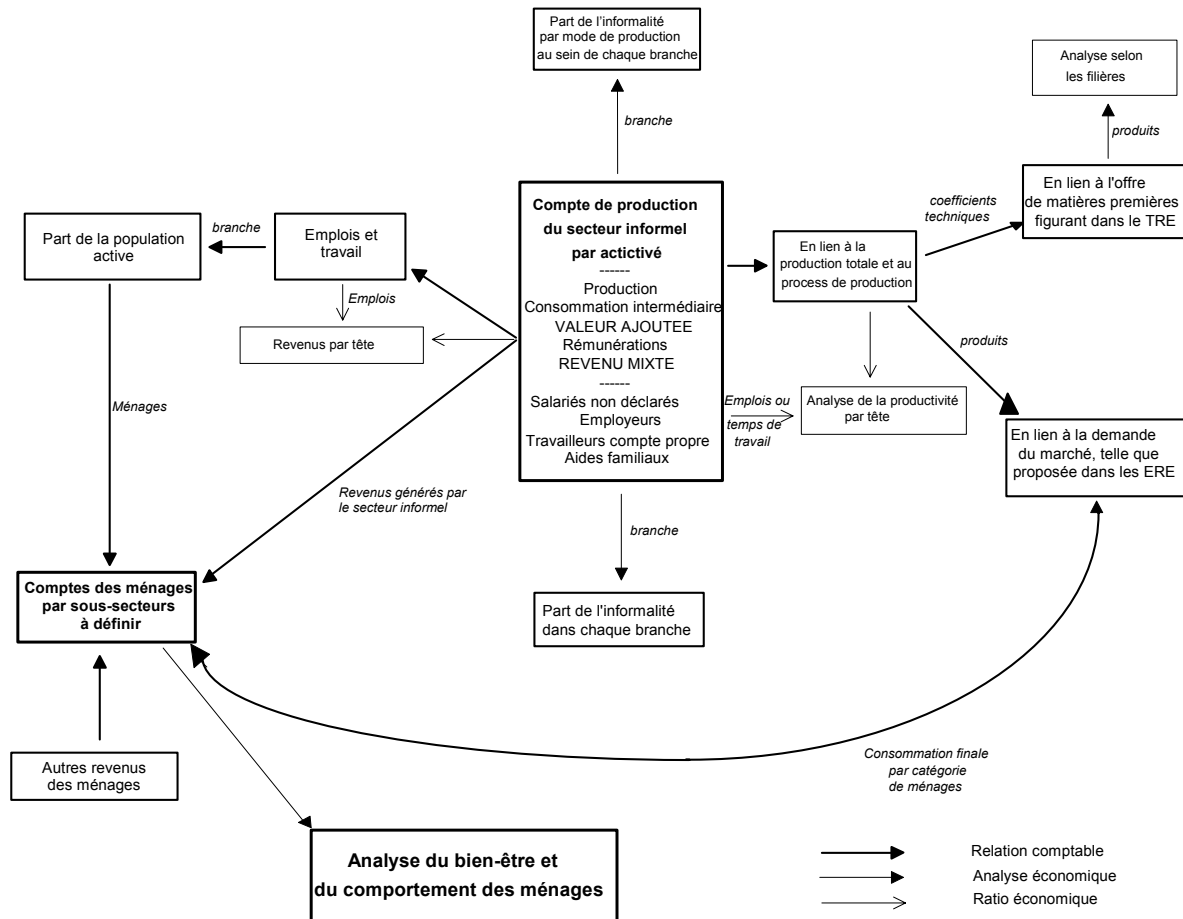 Part de l'informalité
par mode de production
au sein de chaque branche
Analyse selon
les filières
branche
produits
Compte de production
du secteur informel
par actictivé
------
Production
Consommation intermédiaire
VALEUR AJOUTEE
Rémunérations
REVENU MIXTE
------
Salariés non déclarés
Employeurs
Travailleurs compte propre
Aides familiaux
En lien à l'offre
de matières premières
figurant dans le TRE
coefficients
techniques
Part de la population
active
branche
Emplois et
travail
En lien à la
production totale et au
process de production
Emplois
Revenus par tête
produits
Ménages
Emplois ou
temps de
travail
Analyse de la productivité
par tête
En lien à la demande
du marché, telle que
proposée dans les ERE
Revenus générés par
le secteur informel
branche
Comptes des ménages
par sous-secteurs
à définir
Part de l'informalité
dans chaque branche
Autres revenus
des ménages
Consommation finale
par catégorie
de ménages
Analyse du bien-être et
du comportement des ménages
Relation comptable
Analyse économique
Ratio économique